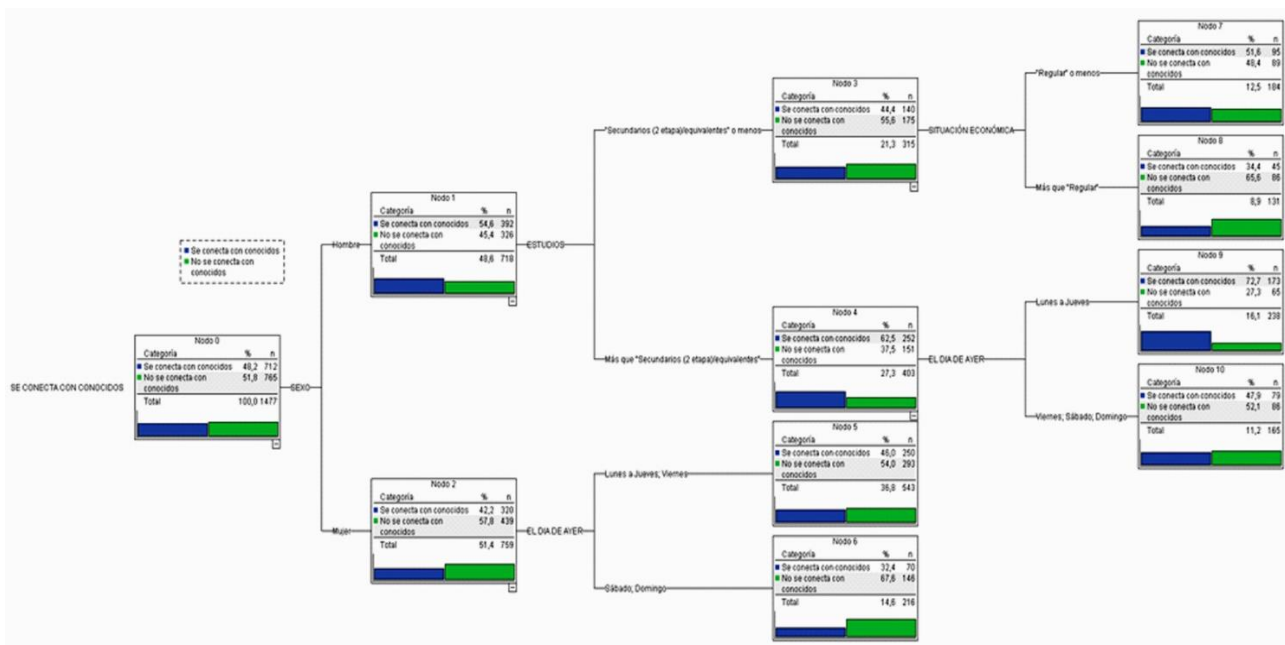 SE CONECTA CON CONOCIDOS
Se conecta con conocidos
No se conecta con
conocidos
Nodo 0
Categoría % n
Se conecta con conocidos 48,2 712
No se conecta con 51,8 765
conocidos
Total 100,0 1477
SEXO
Hombre
Nodo 1
Categoría % n
Se conecta con conocidos 54,6 392
No se conecta con 45,4 326
conocidos
Total 48,6 718
ESTUDIOS
"Secundarios (2 etapa)/equivalentes" o menos
Nodo 3
Categoría % n
Se conecta con conocidos 44,4 140
No se conecta con 55,6 175
conocidos
Total 21,3 315
SITUACIÓN ECONÓMICA
"Regular" o menos
Nodo 7
Categoría % n
Se conecta con conocidos 51,6 95
No se conecta con 48,4 89
conocidos
Total 12,5 184
Más que "Regular"
Nodo 8
Categoría % n
Se conecta con conocidos 34,4 45
No se conecta con 65,6 86
conocidos
Total 8,9 131
Más que "Secundarios (2 etapa)/equivalentes"
Nodo 4
Categoría % n
Se conecta con conocidos 62,5 252
No se conecta con 37,5 151
conocidos
Total 27,3 403
EL DIA DE AYER
Lunes a Jueves
Nodo 9
Categoría % n
Se conecta con conocidos 72,7 173
No se conecta con 27,3 65
conocidos
Total 16,1 238
Viernes; Sábado; Domingo
Nodo 10
Categoría % n
Se conecta con conocidos 47,9 79
No se conecta con 52,1 86
conocidos
Total 11,2 165
Mujer
Nodo 2
Categoría % n
Se conecta con conocidos 42,2 320
No se conecta con 57,8 439
conocidos
Total 51,4 759
EL DIA DE AYER
Lunes a Jueves; Viernes
Nodo 5
Categoría % n
Se conecta con conocidos 46,0 250
No se conecta con 54,0 293
conocidos
Total 36,8 543
Sábado; Domingo
Nodo 6
Categoría % n
Se conecta con conocidos 32,4 70
No se conecta con 67,6 146
conocidos
Total 14,6 216